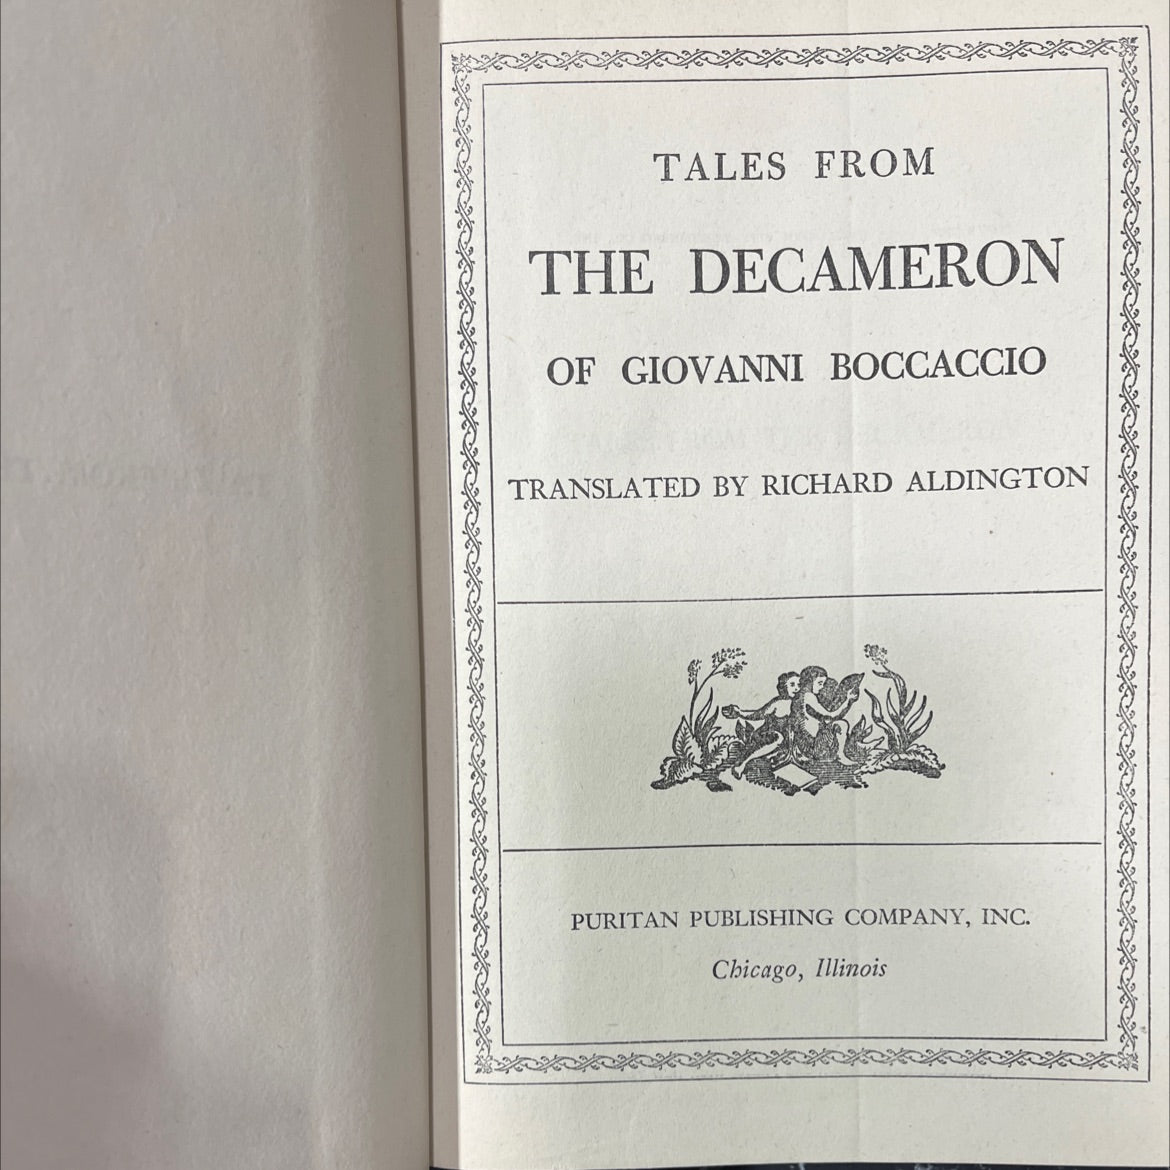 TALES FROM
THE DECAMERON
OF GIOVANNI BOCCACCIO
TRANSLATED BY RICHARD ALDINGTON
PURITAN PUBLISHING COMPANY, INC.
Chicago, Illinois